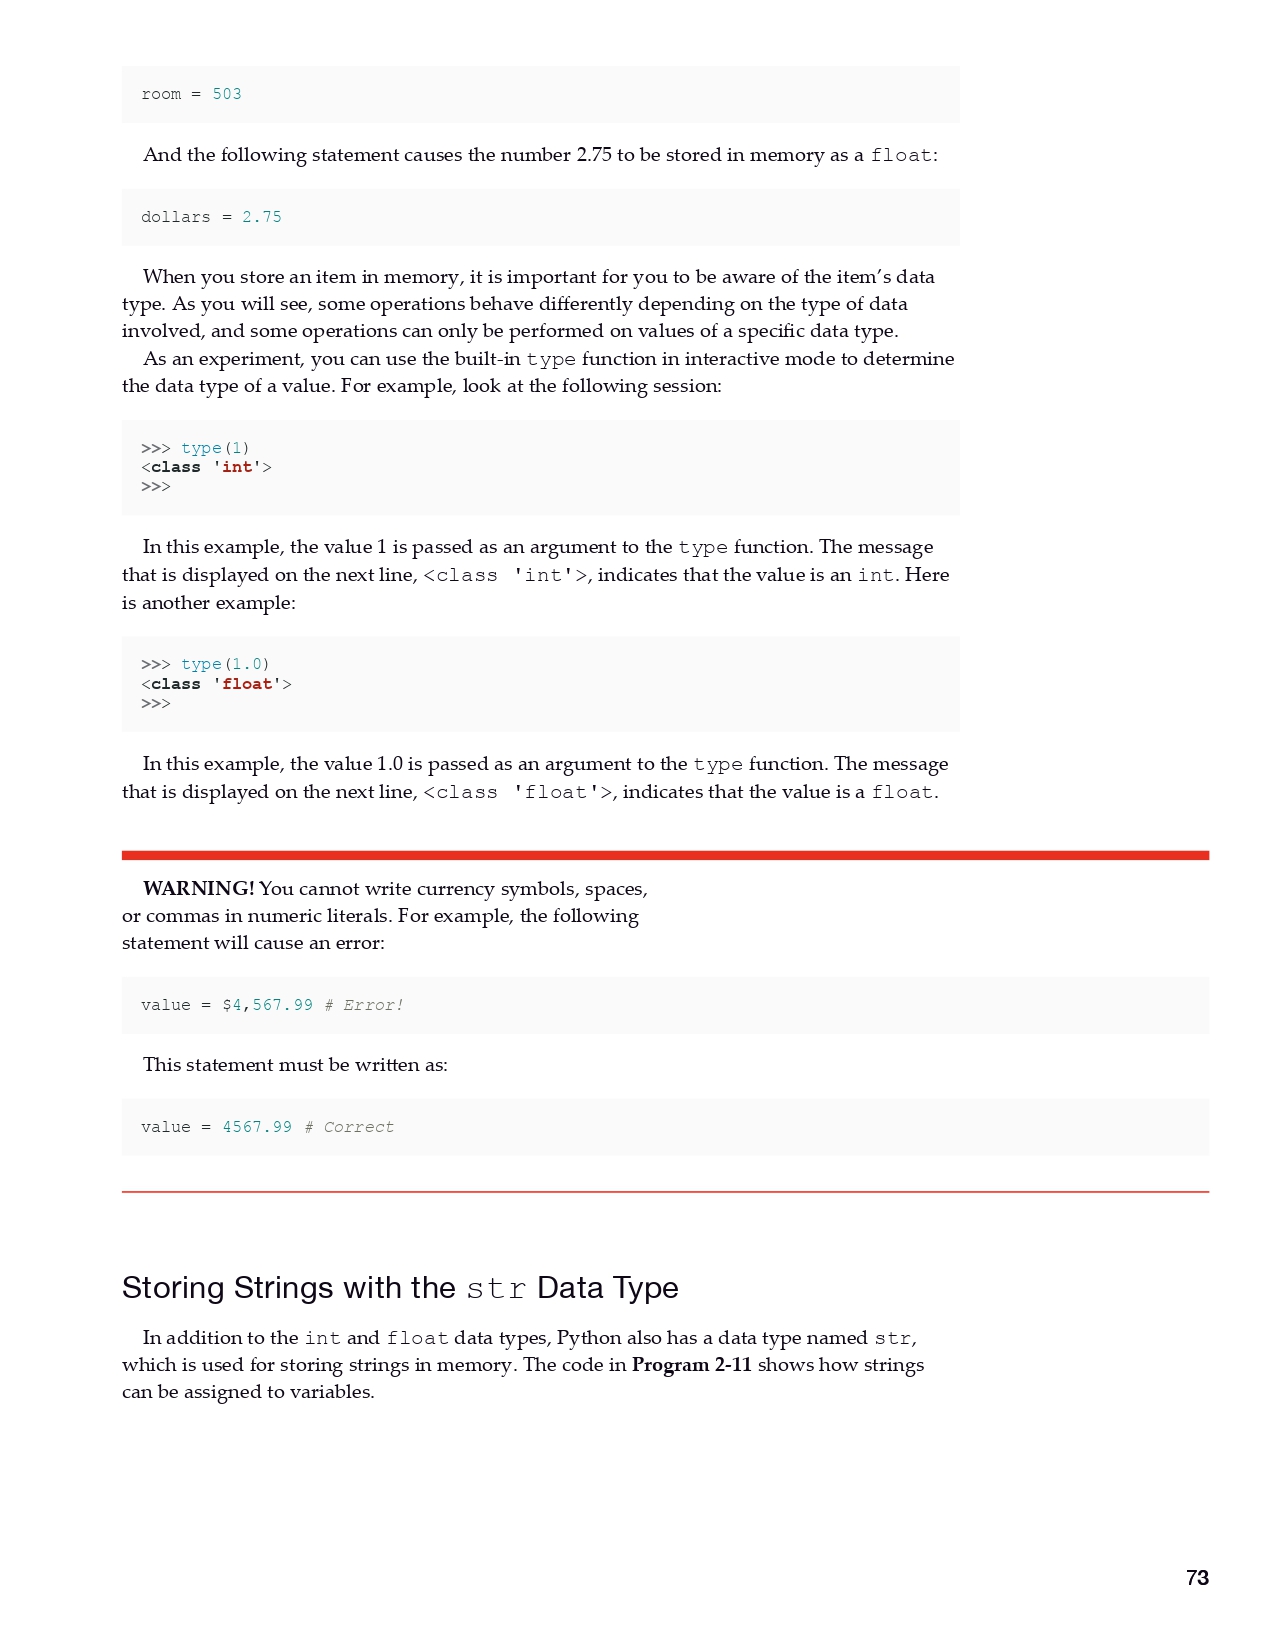 room = 503
And the following statement causes the number 2.75 to be stored in memory as a float:
dollars = 2.75
When you store an item in memory, it is important for you to be aware of the item’s data
type. As you will see, some operations behave differently depending on the type of data
involved, and some operations can only be performed on values of a specific data type.
As an experiment, you can use the built-in type function in interactive mode to determine
the data type of a value. For example, look at the following session:
>>> type(1)
<class 'int'>
>>>
In this example, the value 1 is passed as an argument to the type function. The message
that is displayed on the next line, <class 'int'>, indicates that the value is an int. Here
is another example:
>>> type(1.0)
<class 'float'>
>>>
In this example, the value 1.0 is passed as an argument to the type function. The message
that is displayed on the next line, <class 'float'>, indicates that the value is a float.
WARNING! You cannot write currency symbols, spaces,
or commas in numeric literals. For example, the following
statement will cause an error:
value = $4,567.99 # Error!
This statement must be written as:
value = 4567.99 # Correct
Storing Strings with the str Data Type
In addition to the int and float data types, Python also has a data type named str,
which is used for storing strings in memory. The code in Program 2-11 shows how strings
can be assigned to variables.
73